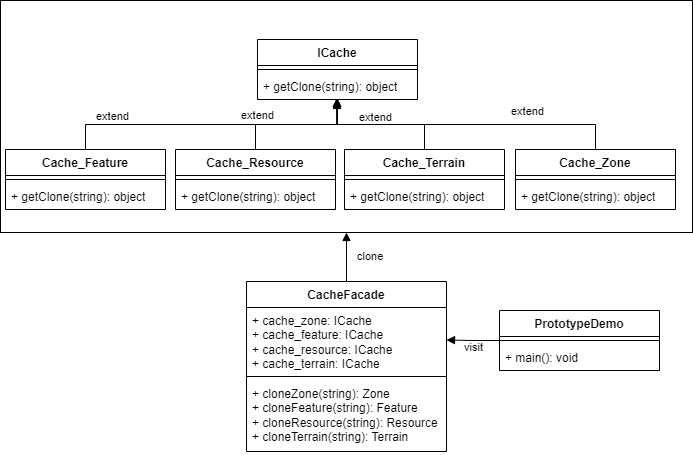 ICache
+ getClone(string): object
extend
extend
extend
extend
Cache_Feature
+ getClone(string): object
Cache_Resource
+ getClone(string): object
Cache_Terrain
+ getClone(string): object
Cache_Zone
+ getClone(string): object
clone
CacheFacade
+ cache_zone: ICache
+ cache_feature: ICache
+ cache_resource: ICache
+ cache_terrain: ICache
+ cloneZone(string): Zone
+ cloneFeature(string): Feature
+ cloneResource(string): Resource
+ cloneTerrain(string): Terrain
visit
PrototypeDemo
+ main(): void